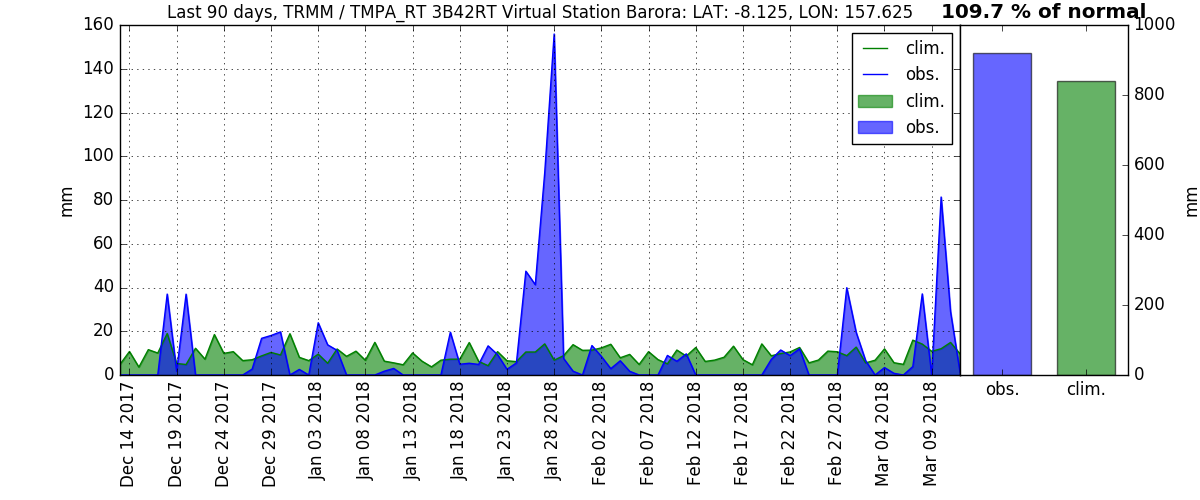 Last 90 days, TRMM / TMPA_RT 3B42RT Virtual Station Barora: LAT: -8.125, LON: 157.625
109.7 % of normal
160
140
120
100
80
60
40
20
0
mm
clim.
obs.
clim.
obs.
1000
800
600
400
200
0
mm
Dec 14 2017
Dec 19 2017
Dec 24 2017
Dec 29 2017
Jan 03 2018
Jan 08 2018
Jan 13 2018
Jan 18 2018
Jan 23 2018
Jan 28 2018
Feb 02 2018
Feb 07 2018
Feb 12 2018
Feb 17 2018
Feb 22 2018
Feb 27 2018
Mar 04 2018
Mar 09 2018
obs.
clim.